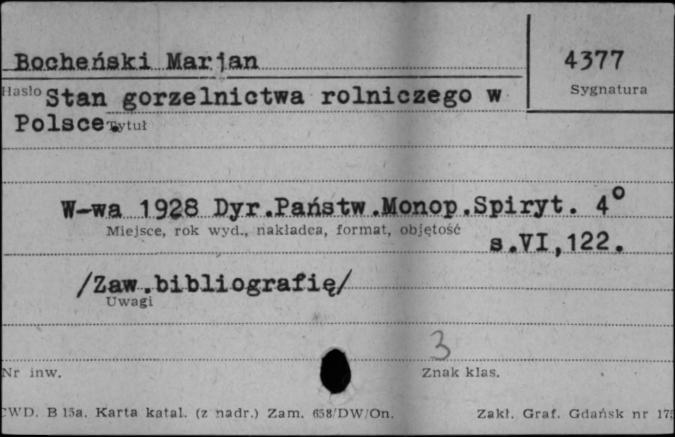 Bocheński Marjan
4377
Hasło
Sygnatura
Stan gorzelnictwa rolniczego w
Polsce.
Tytuł
W-wa 1928 Dyr.Państw.Monop.Spiryt. 4°
Miejsce, rok wyd., nakładca, format, objętość
s.VI,122.
/Zaw.bibliografię/
Uwagi
3
Nr inw.
Znak klas.
CWD. B 15a. Karta katal. (z nadr.) Zam. 658/DW/On.
Zakł. Graf. Gdańsk nr